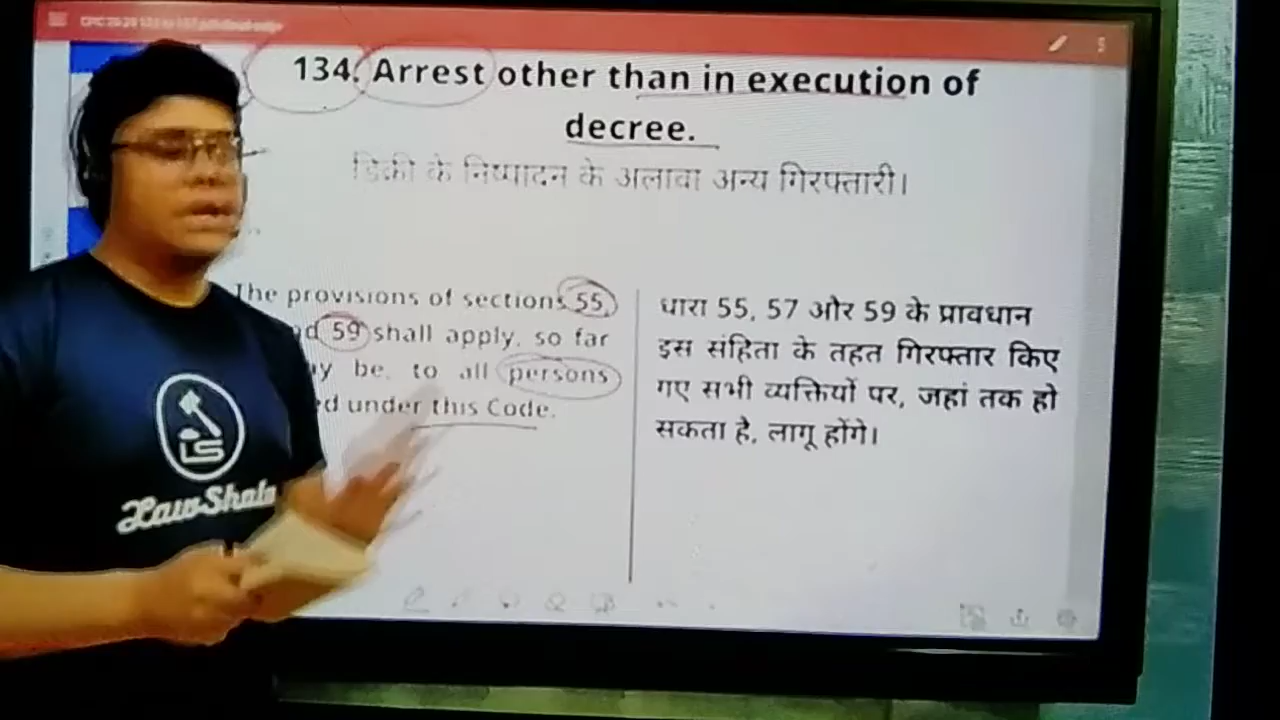 134. Arrest other than in execution of
decree.
डिक्री के निष्पादन के अलावा अन्य गिरफ्तारी।
The provisions of sections 55,
59 shall apply, so far
be, to all persons
under this Code.
धारा 55, 57 और 59 के प्रावधान
इस संहिता के तहत गिरफ्तार किए
गए सभी व्यक्तियों पर, जहां तक हो
सकता है, लागू होंगे।
LS
LawShala